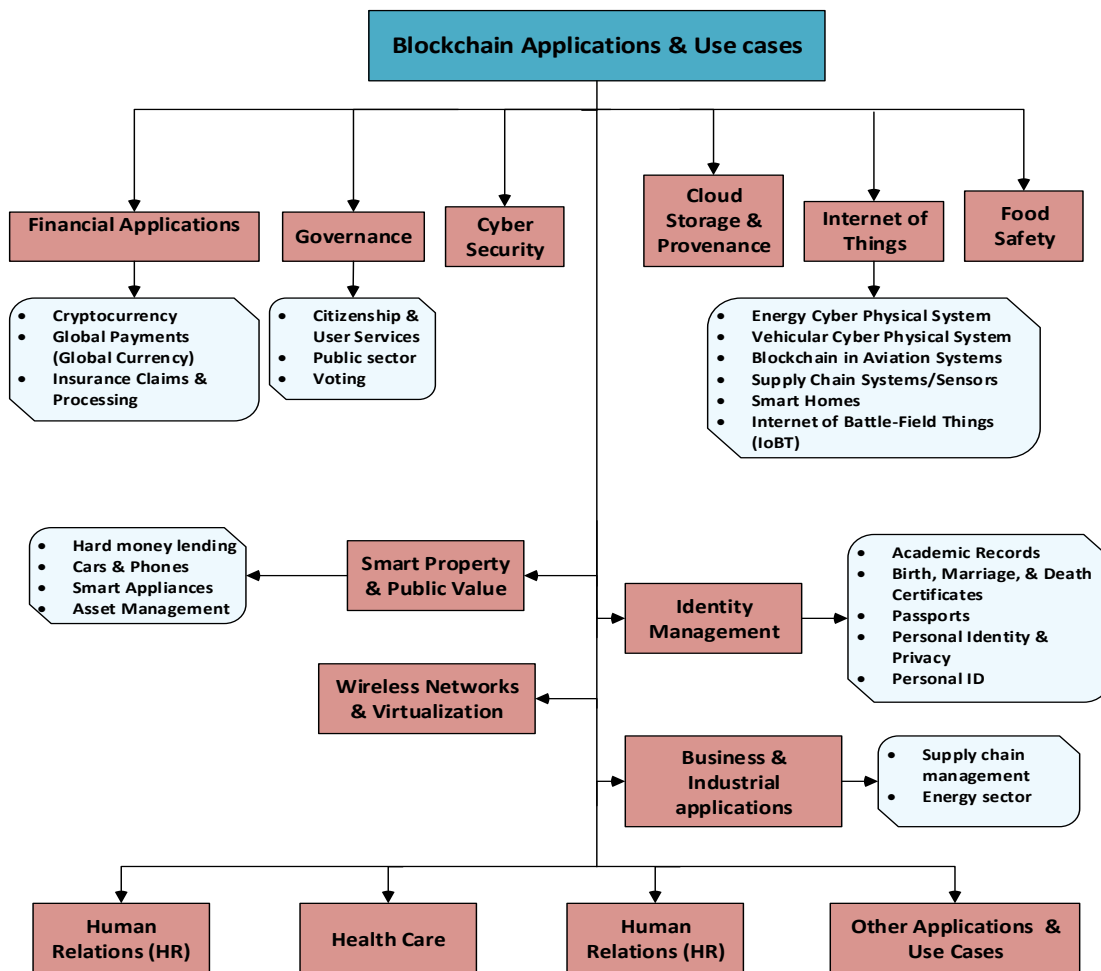 Blockchain Applications & Use cases
Financial Applications
Governance
Cyber
Security
Cloud
Storage &
Provenance
Internet of
Things
Food
Safety
• Cryptocurrency
• Global Payments
(Global Currency)
• Insurance Claims &
Processing
• Citizenship &
User Services
• Public sector
• Voting
• Energy Cyber Physical System
• Vehicular Cyber Physical System
• Blockchain in Aviation Systems
• Supply Chain Systems/Sensors
• Smart Homes
• Internet of Battle-Field Things
(IoBT)
• Hard money lending
• Cars & Phones
• Smart Appliances
• Asset Management
Smart Property
& Public Value
Identity
Management
• Academic Records
• Birth, Marriage, & Death
Certificates
• Passports
• Personal Identity &
Privacy
• Personal ID
Wireless Networks
& Virtualization
Business &
Industrial
applications
• Supply chain
management
• Energy sector
Human
Relations (HR)
Health Care
Human
Relations (HR)
Other Applications &
Use Cases